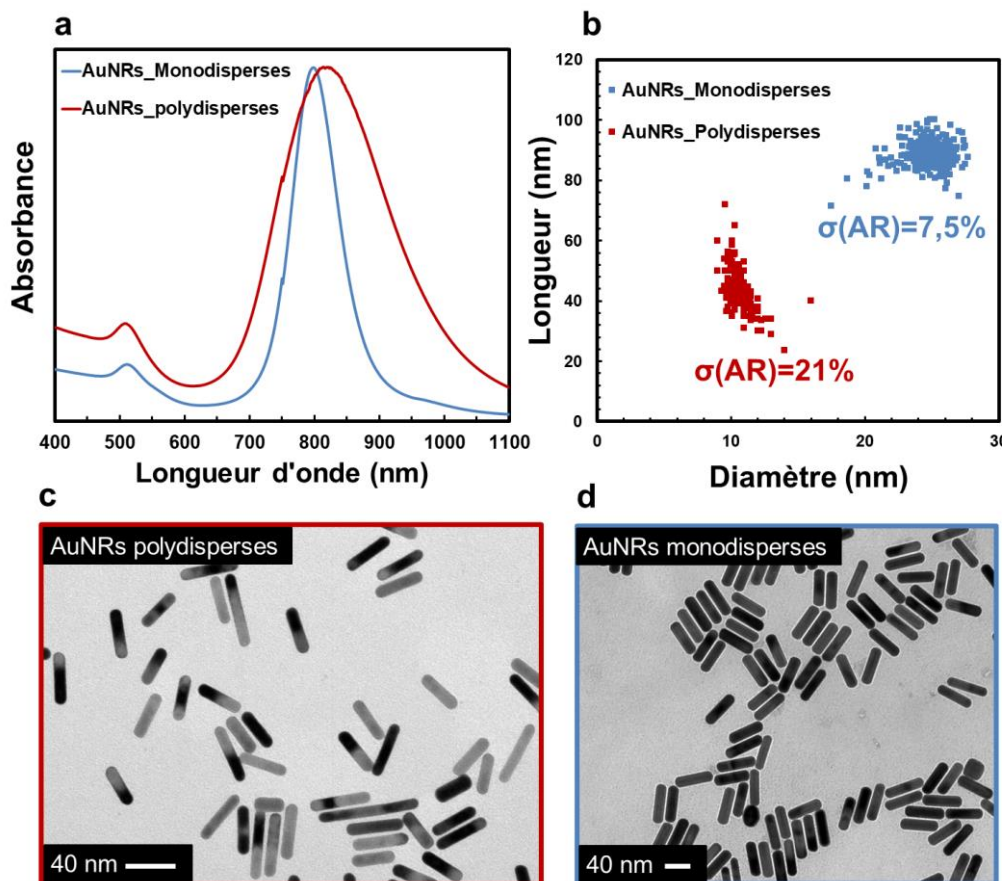 a
AuNRs_Monodisperses
AuNRs_polydisperses
Absorbance
400 500 600 700 800 900 1000 1100
Longueur d'onde (nm)
b
120
100
80
60
40
20
0
AuNRs_Monodisperses
AuNRs_Polydisperses
σ(AR)=7,5%
σ(AR)=21%
Longueur (nm)
0 10 20 30
Diamètre (nm)
c
AuNRs polydisperses
40 nm
d
AuNRs monodisperses
40 nm